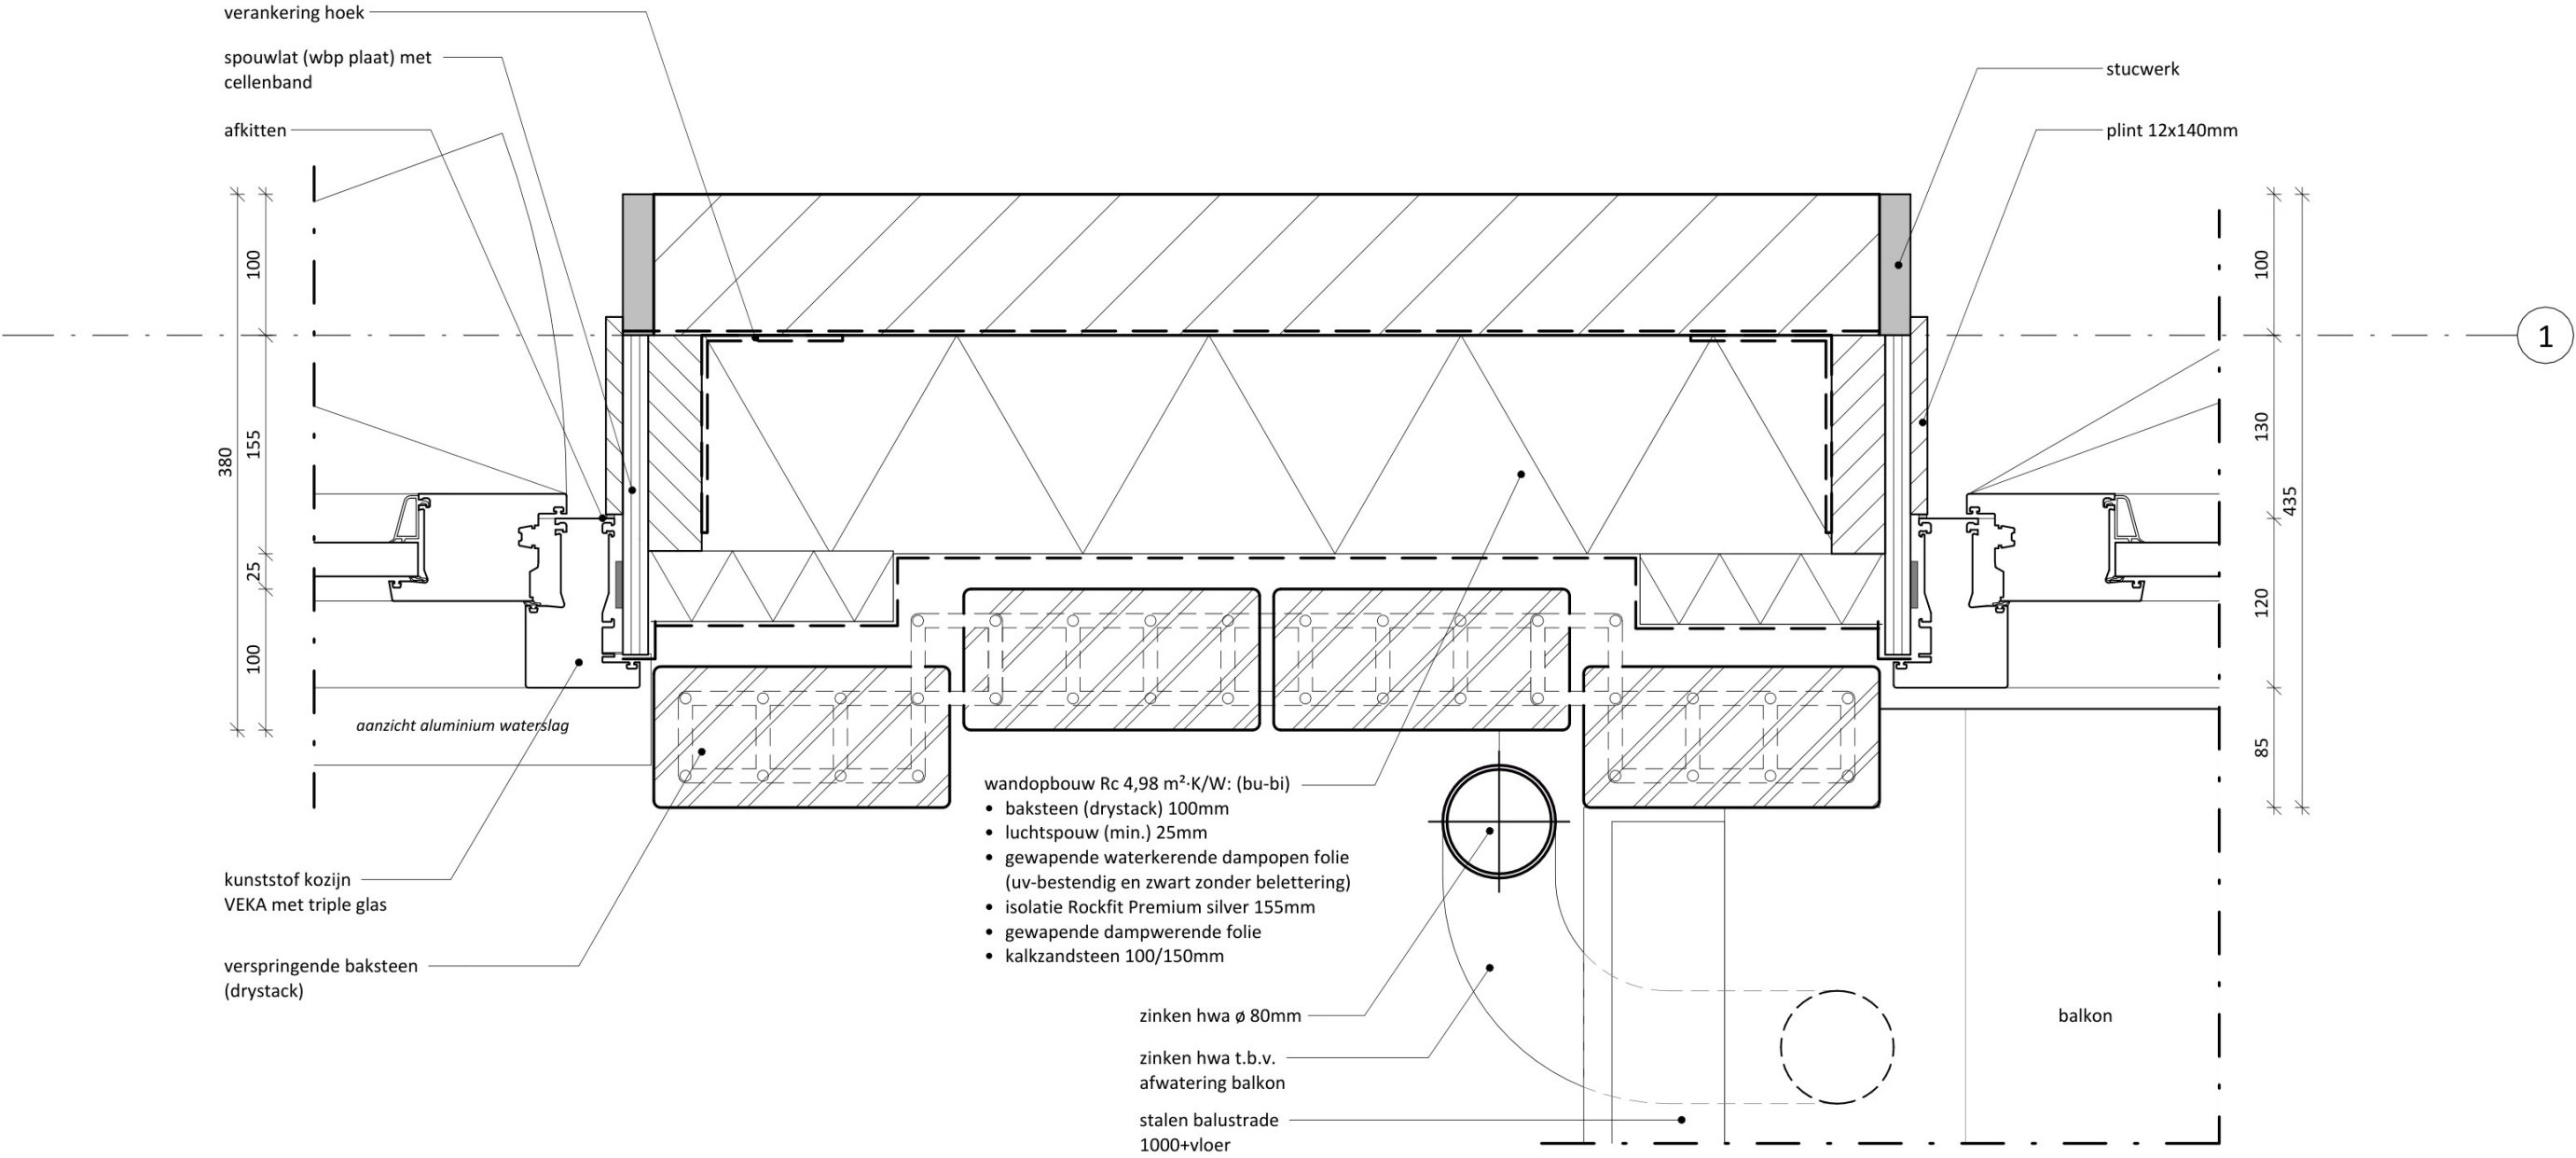 verankering hoek
spouwlat (wbp plaat) met
cellenband
afkitten
stucwerk
plint 12x140mm
100
155
25
100
380
100
130
120
85
435
1
aanzicht aluminium waterslag
wandopbouw Rc 4,98 m²·K/W: (bu-bi)
• baksteen (drystack) 100mm
• luchtspouw (min.) 25mm
• gewapende waterkerende dampopen folie
(uv-bestendig en zwart zonder belettering)
• isolatie Rockfit Premium silver 155mm
• gewapende dampwerende folie
• kalkzandsteen 100/150mm
kunststof kozijn
VEKA met triple glas
verspringende baksteen
(drystack)
zinken hwa ø 80mm
zinken hwa t.b.v.
afwatering balkon
stalen balustrade
1000+vloer
balkon